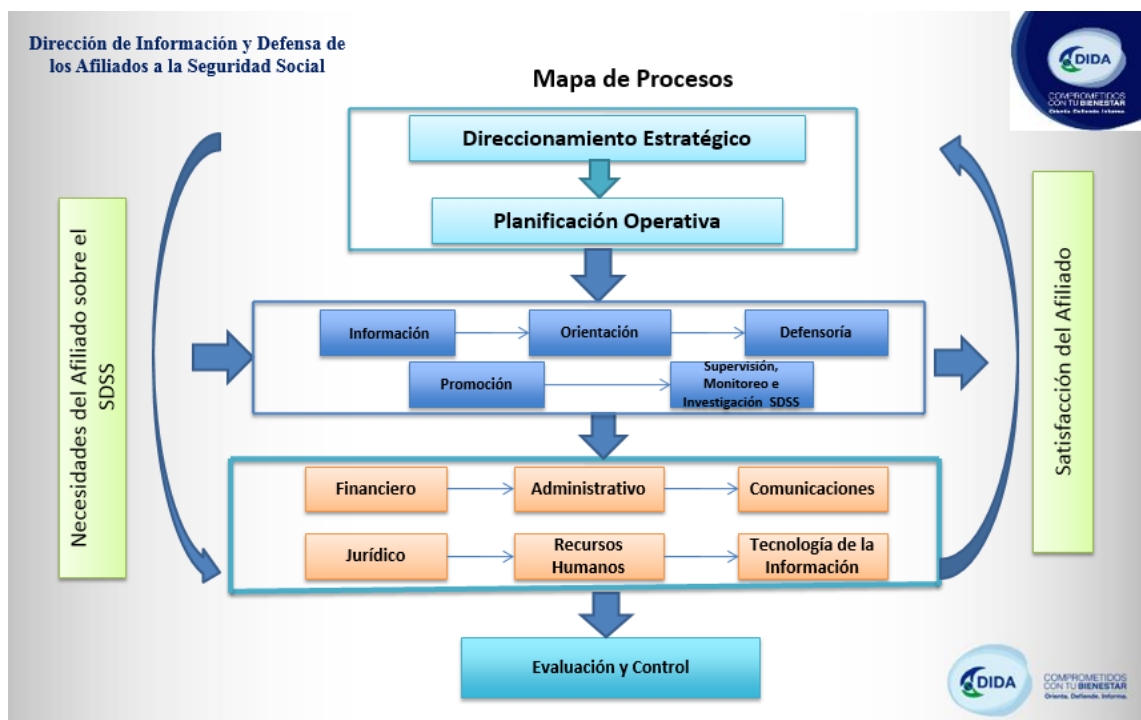 Dirección de Información y Defensa de
los Afiliados a la Seguridad Social
DIDA
COMPROMETIDOS
CON TU BIENESTAR
Orienta. Defiende. Informa.
Mapa de Procesos
Direccionamiento Estratégico
Planificación Operativa
Necesidades del Afiliado sobre el
SDSS
Información
Orientación
Defensoría
Promoción
Supervisión,
Monitoreo e
Investigación SDSS
Satisfacción del Afiliado
Financiero
Administrativo
Comunicaciones
Jurídico
Recursos
Humanos
Tecnología de la
Información
Evaluación y Control
DIDA
COMPROMETIDOS
CON TU BIENESTAR
Orienta. Defiende. Informa.